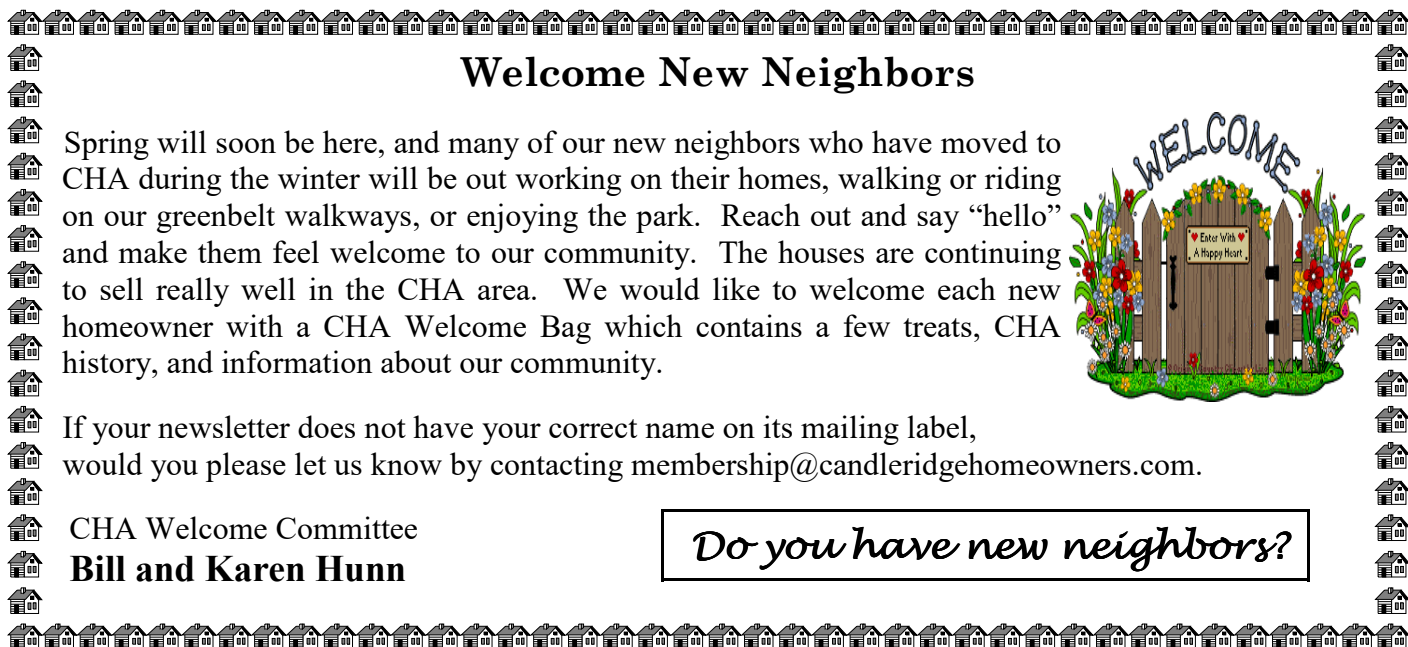 Welcome New Neighbors
WELCOME
Enter With
A Happy Heart
Spring will soon be here, and many of our new neighbors who have moved to
CHA during the winter will be out working on their homes, walking or riding
on our greenbelt walkways, or enjoying the park.  Reach out and say “hello”
and make them feel welcome to our community.  The houses are continuing
to sell really well in the CHA area.  We would like to welcome each new
homeowner with a CHA Welcome Bag which contains a few treats, CHA
history, and information about our community.
If your newsletter does not have your correct name on its mailing label,
would you please let us know by contacting membership@candleridgehomeowners.com.
CHA Welcome Committee
Bill and Karen Hunn
Do you have new neighbors?